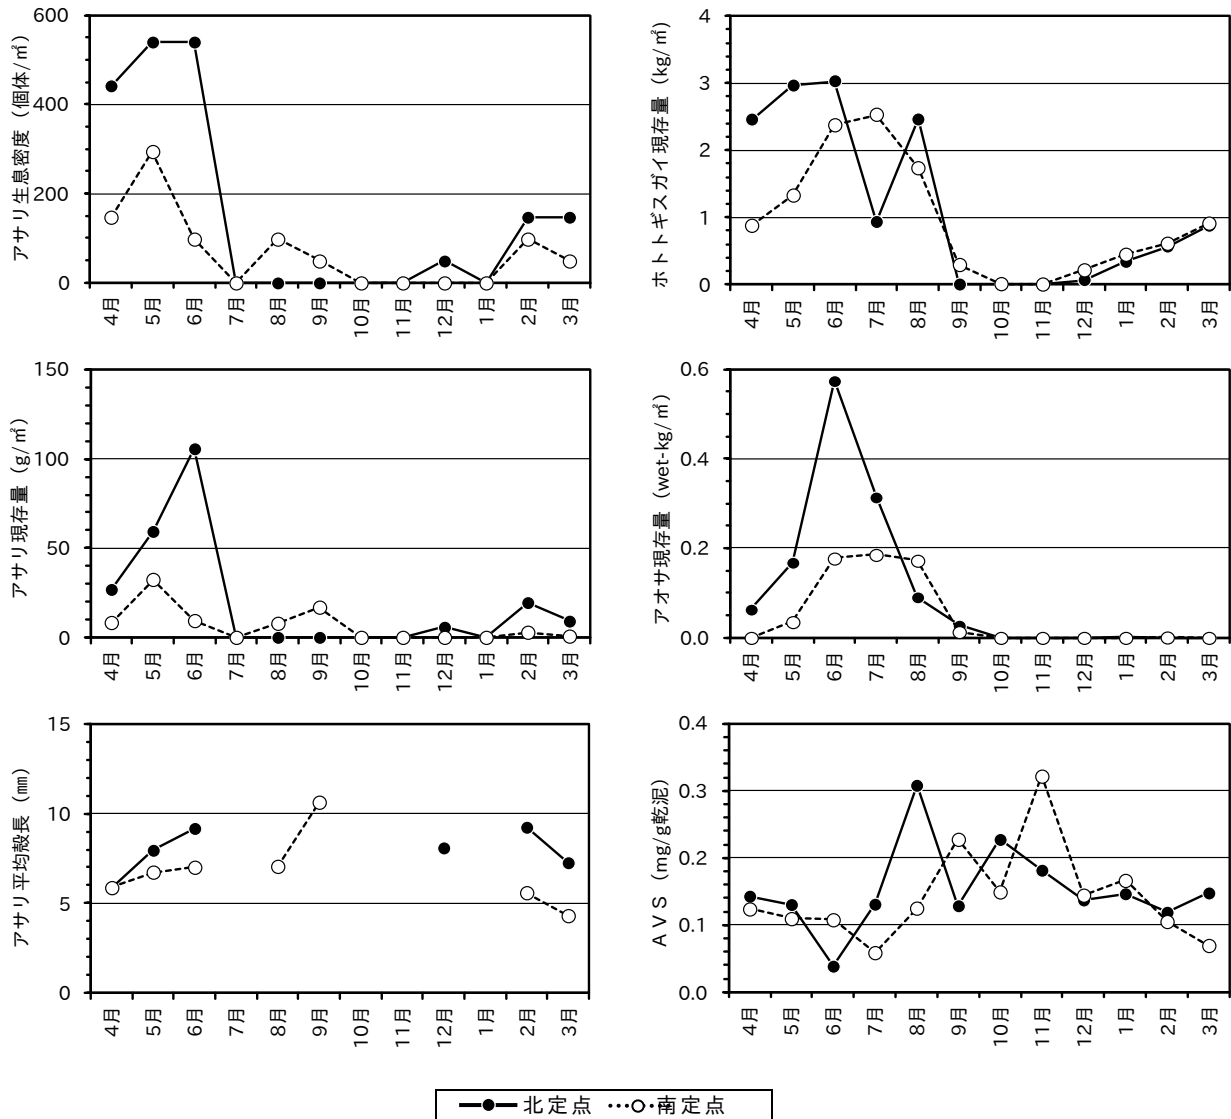 アサリ生息密度（個体/㎡）
600
400
200
0
4月 5月 6月 7月 8月 9月 10月 11月 12月 1月 2月 3月
ホトトギスガイ現存量（kg/㎡）
4
3
2
1
0
4月 5月 6月 7月 8月 9月 10月 11月 12月 1月 2月 3月
アサリ現存量（g/㎡）
150
100
50
0
4月 5月 6月 7月 8月 9月 10月 11月 12月 1月 2月 3月
アオサ現存量（wet-kg/㎡）
0.6
0.4
0.2
0.0
4月 5月 6月 7月 8月 9月 10月 11月 12月 1月 2月 3月
アサリ平均殻長（㎜）
15
10
5
0
4月 5月 6月 7月 8月 9月 10月 11月 12月 1月 2月 3月
ＡＶＳ（mg/g乾泥）
0.4
0.3
0.2
0.1
0.0
4月 5月 6月 7月 8月 9月 10月 11月 12月 1月 2月 3月
北定点 南定点